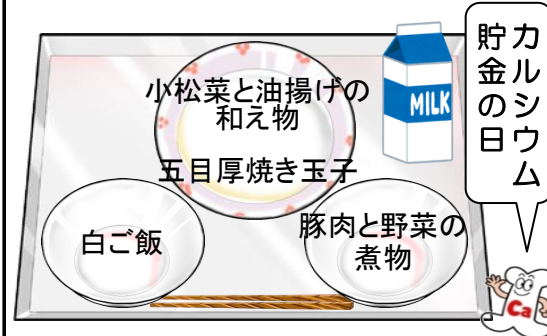 カルシウム
貯金の日
小松菜と油揚げの
和え物
MILK
五目厚焼き玉子
白ご飯
豚肉と野菜の
煮物
Ca